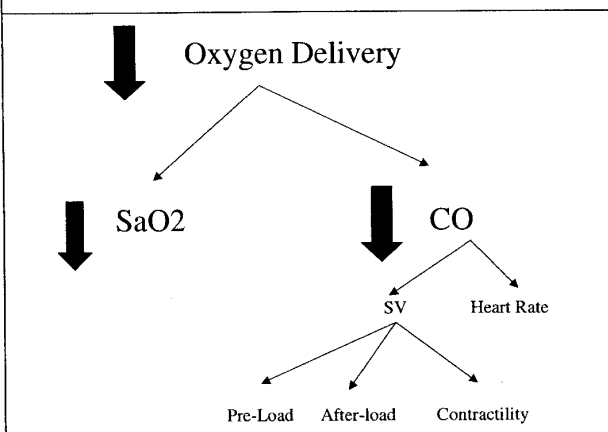 Oxygen Delivery
SaO2
CO
SV
Heart Rate
Pre-Load
After-load
Contractility